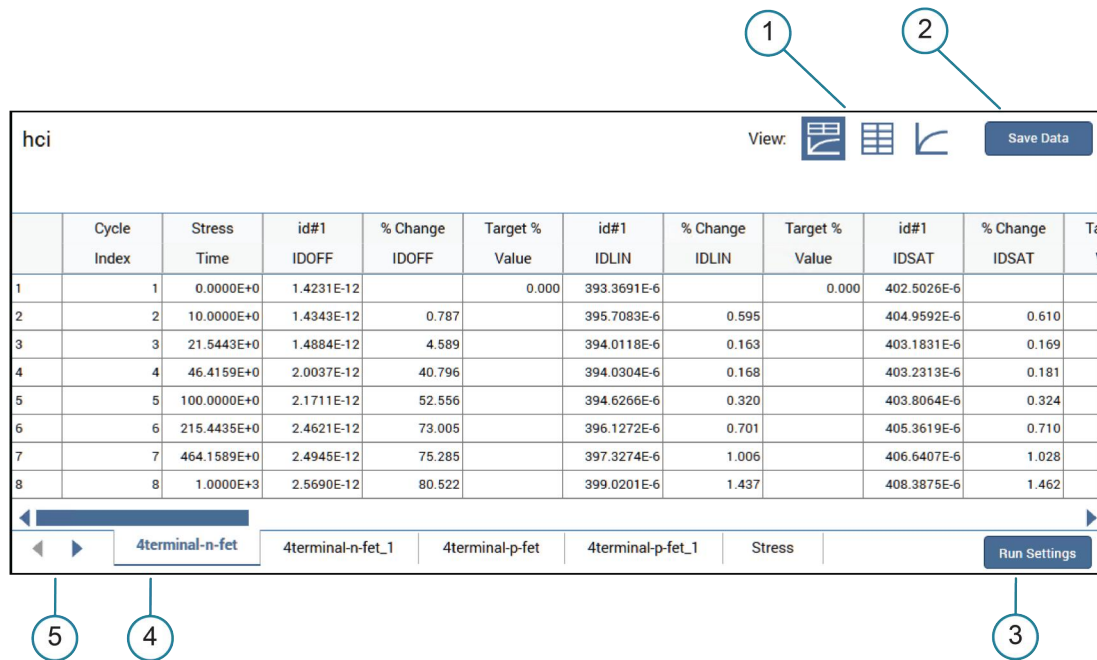 1 2
hci View: Save Data
Cycle Stress id#1 % Change Target % id#1 % Change Target % id#1 % Change Ta
Index Time IDOFF IDOFF Value IDLIN IDLIN Value IDSAT IDSAT
1 1 0.0000E+0 1.4231E-12 0.000 393.3691E-6 0.000 402.5026E-6
2 2 10.0000E+0 1.4343E-12 0.787 395.7083E-6 0.595 404.9592E-6 0.610
3 3 21.5443E+0 1.4884E-12 4.589 394.0118E-6 0.163 403.1831E-6 0.169
4 4 46.4159E+0 2.0037E-12 40.796 394.0304E-6 0.168 403.2313E-6 0.181
5 5 100.0000E+0 2.1711E-12 52.556 394.6266E-6 0.320 403.8064E-6 0.324
6 6 215.4435E+0 2.4621E-12 73.005 396.1272E-6 0.701 405.3619E-6 0.710
7 7 464.1589E+0 2.4945E-12 75.285 397.3274E-6 1.006 406.6407E-6 1.028
8 8 1.0000E+3 2.5690E-12 80.522 399.0201E-6 1.437 408.3875E-6 1.462
4terminal-n-fet 4terminal-n-fet_1 4terminal-p-fet 4terminal-p-fet_1 Stress Run Settings
5 4 3